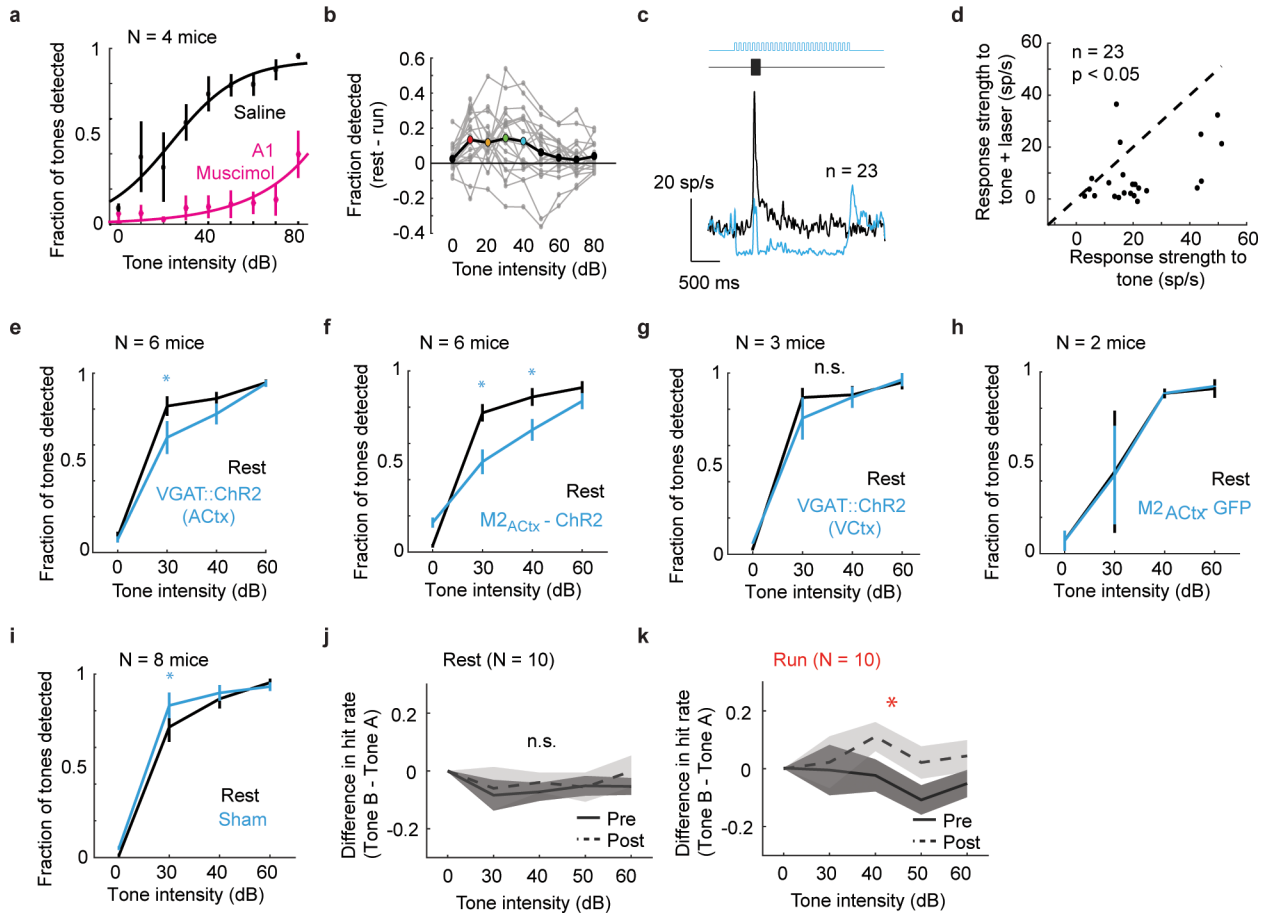 a
N = 4 mice
Fraction of tones detected
1
0.5
0
Saline
A1
Muscimol
0
40
80
Tone intensity (dB)
b
Fraction detected
(rest - run)
0.6
0.4
0.2
0
-0.2
-0.4
0
20
40
60
80
Tone intensity (dB)
c
20 sp/s
500 ms
n = 23
d
n = 23
p < 0.05
Response strength to
tone + laser (sp/s)
60
40
20
0
0
20
40
60
Response strength to
tone (sp/s)
e
N = 6 mice
Fraction of tones detected
1
0.5
0
*
Rest
VGAT::ChR2
(ACtx)
0
30
40
60
Tone intensity (dB)
f
N = 6 mice
Fraction of tones detected
1
0.5
0
*
*
Rest
M2ACtx - ChR2
0
30
40
60
Tone intensity (dB)
g
N = 3 mice
n.s.
Fraction of tones detected
1
0.5
0
Rest
VGAT::ChR2
(VCtx)
0
30
40
60
Tone intensity (dB)
h
N = 2 mice
Fraction of tones detected
1
0.5
0
Rest
M2ACtx- GFP
0
30
40
60
Tone intensity (dB)
i
N = 8 mice
Fraction of tones detected
1
0.5
0
*
Rest
Sham
0
30
40
60
Tone intensity (dB)
j
Rest (N = 10)
Difference in hit rate
(Tone B - Tone A)
0.2
0
-0.2
n.s.
Pre
Post
0
30
40
50
60
Tone intensity (dB)
k
Run (N = 10)
Difference in hit rate
(Tone B - Tone A)
0.2
0
-0.2
*
Pre
Post
0
30
40
50
60
Tone intensity (dB)